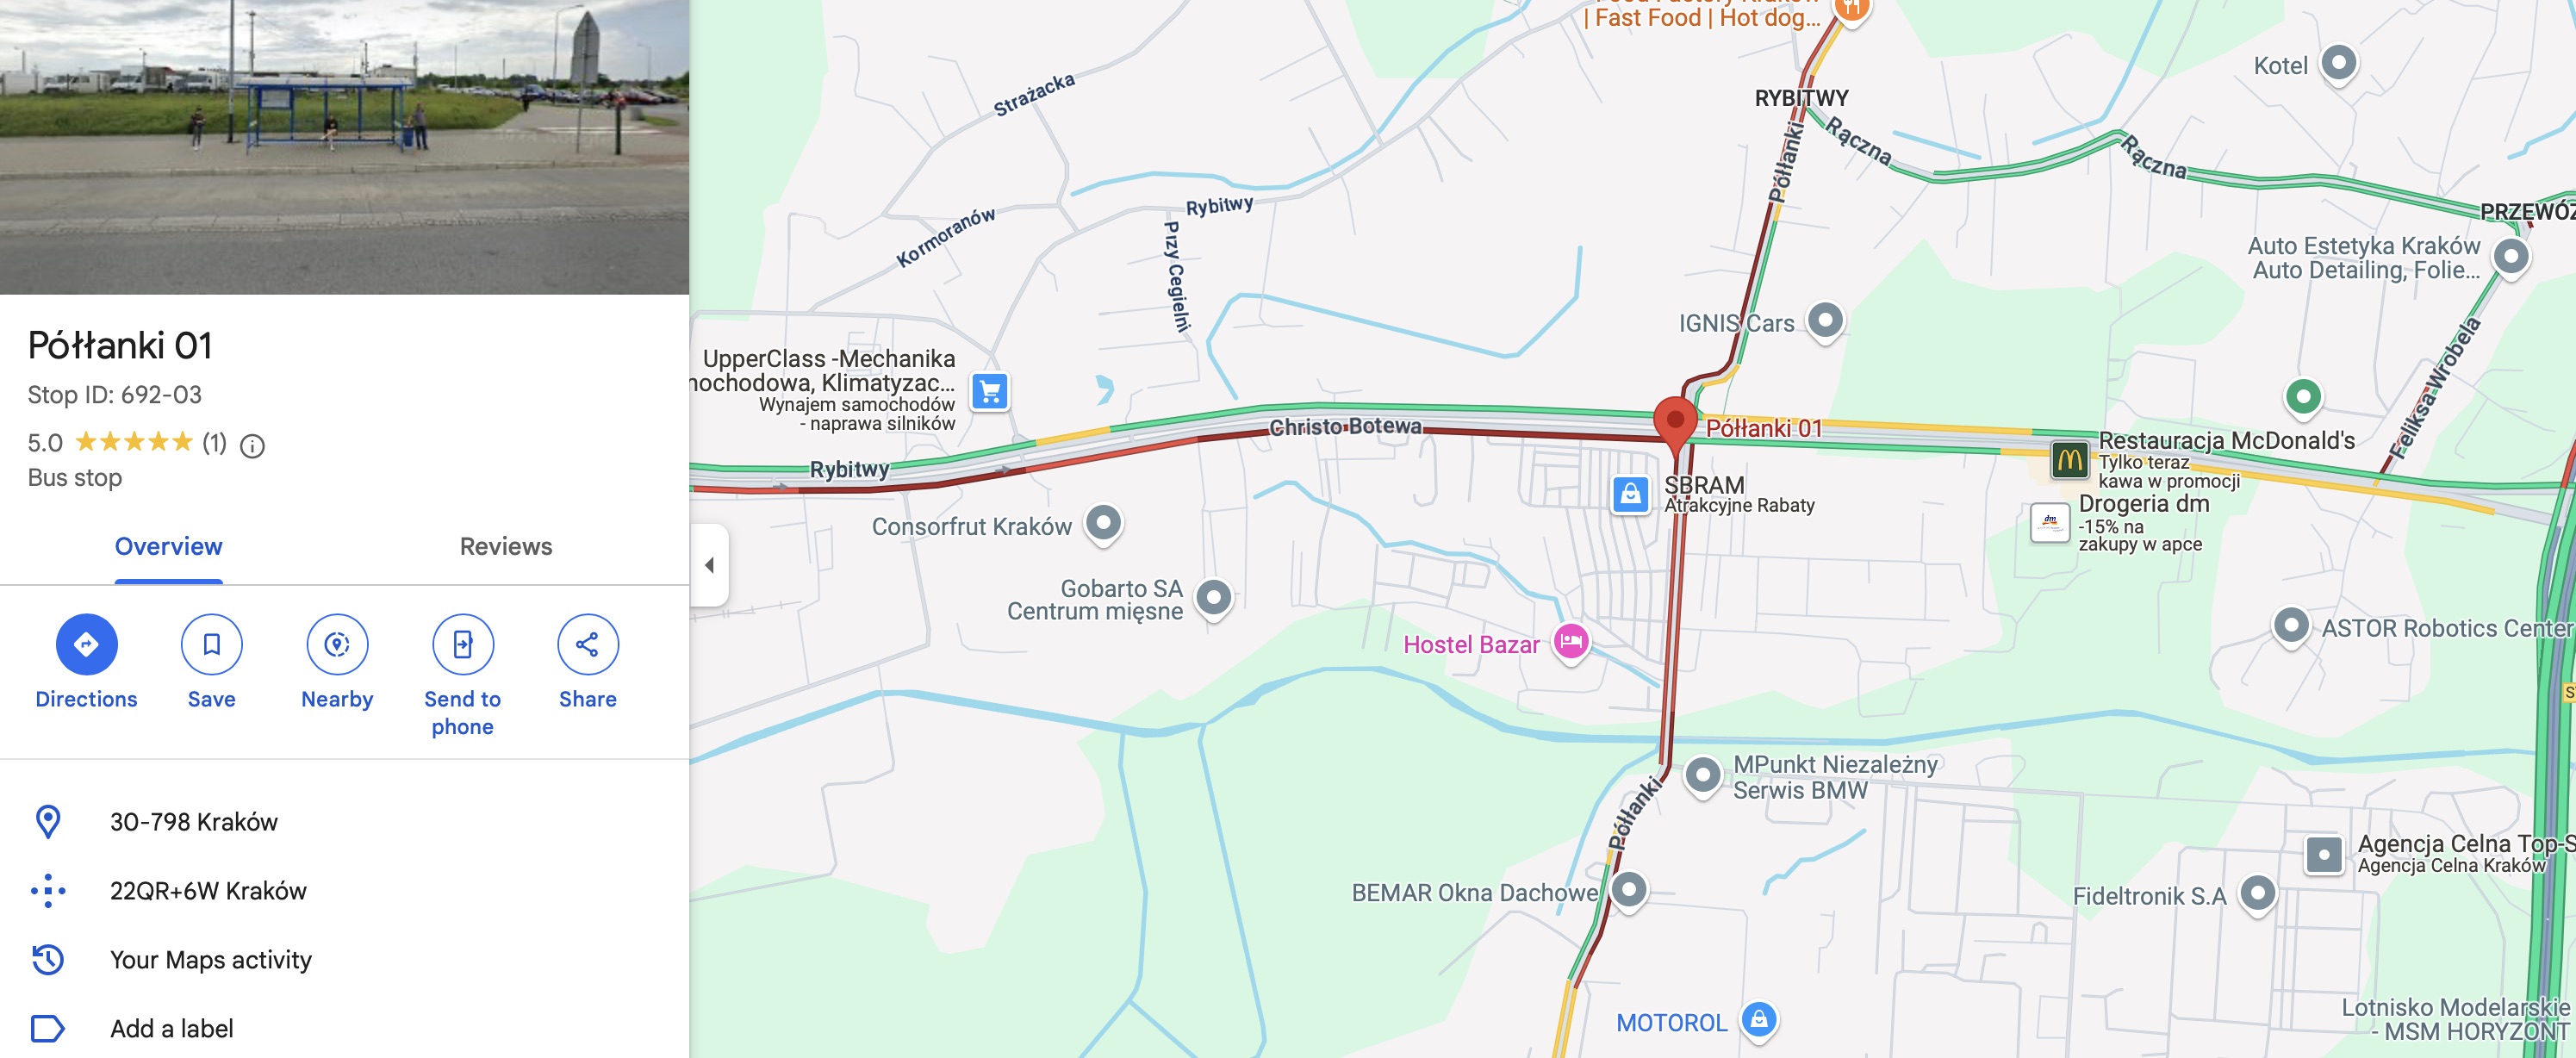 Półłanki 01
Stop ID: 692-03
5.0 (1)
Bus stop
Overview
Reviews
Directions
Save
Nearby
Send to
phone
Share
30-798 Kraków
22QR+6W Kraków
Your Maps activity
Add a label
| Fast Food | Hot dog...
Kotel
Strażacka
RYBITWY
Rączna
Rączna
Półłanki
Rybitwy
Kormoranów
Przy Cegielni
PRZEWÓZ
Auto Estetyka Kraków
Auto Detailing, Folie...
IGNIS Cars
Feliksa Wrobela
UpperClass -Mechanika
nochodowa, Klimatyzac...
Wynajem samochodów
- naprawa silników
Christo Botewa
Półłanki 01
Rybitwy
Restauracja McDonald's
Tylko teraz
kawa w promocji
SBRAM
Atrakcyjne Rabaty
Drogeria dm
-15% na
zakupy w apce
dm
Consorfrut Kraków
Gobarto SA
Centrum mięsne
Hostel Bazar
ASTOR Robotics Center
MPunkt Niezależny
Serwis BMW
Półłanki
BEMAR Okna Dachowe
Agencja Celna Top-S
Agencja Celna Kraków
Fideltronik S.A
MOTOROL
Lotnisko Modelarskie
- MSM HORYZONT